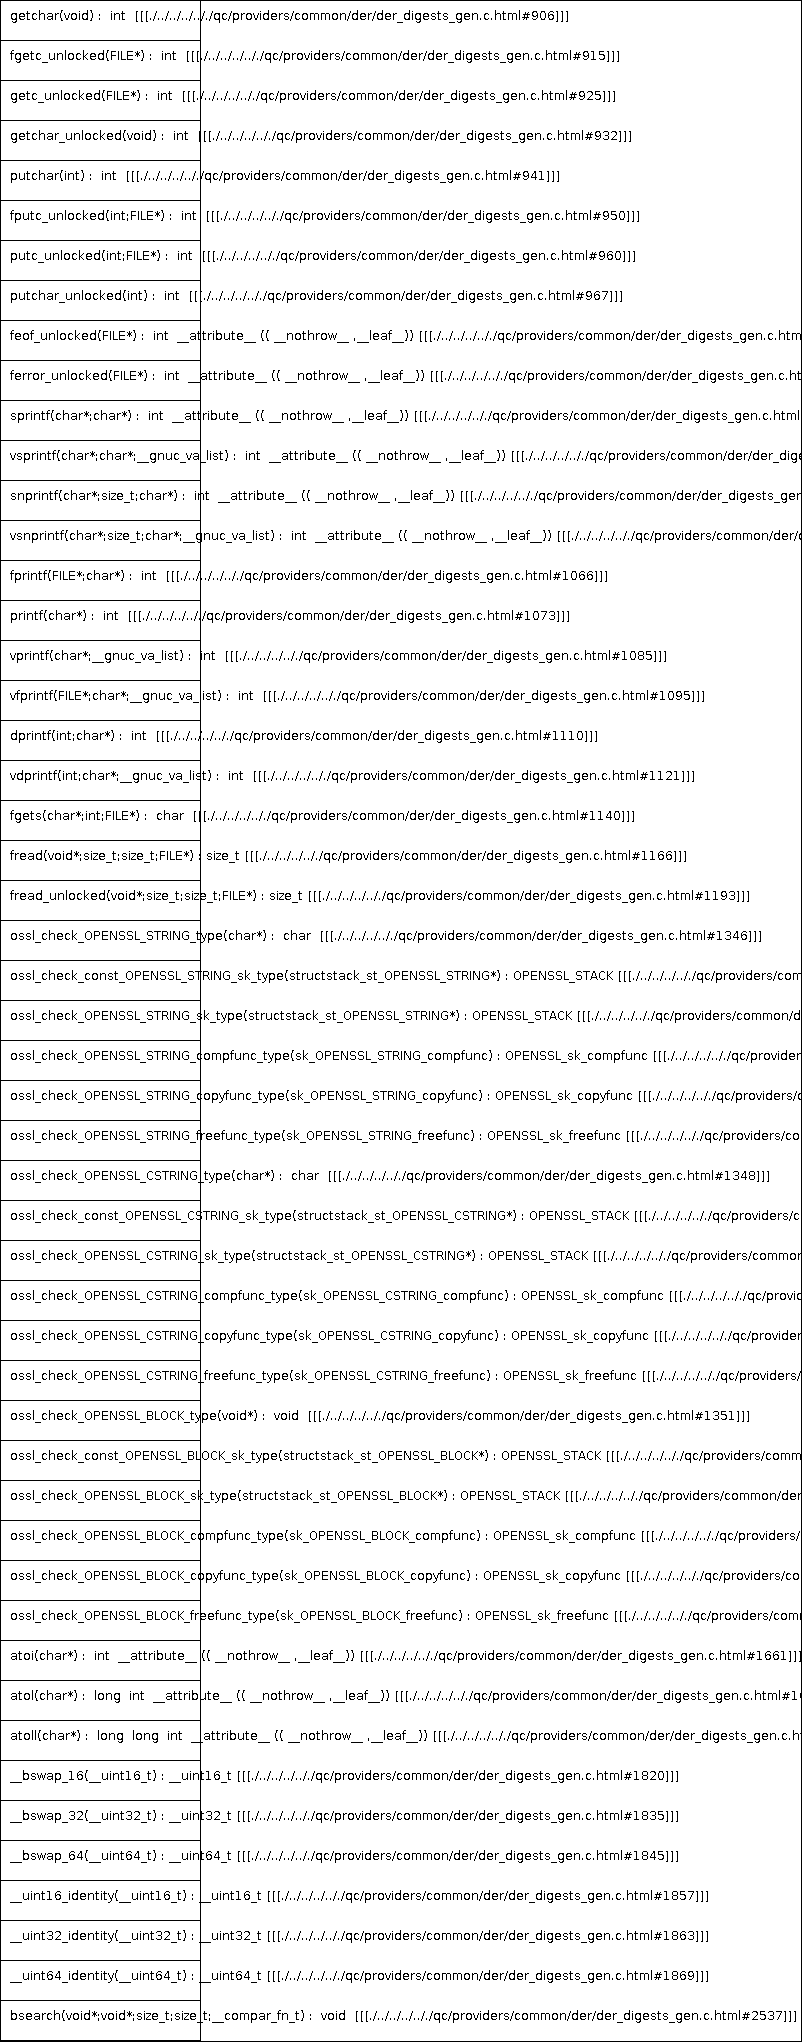 getchar(void) : int [[[./../../../../../qc/providers/common/der/der_digests_gen.c.html#906]]]
fgetc_unlocked(FILE*) : int [[[./../../../../../qc/providers/common/der/der_digests_gen.c.html#915]]]
getc_unlocked(FILE*) : int [[[./../../../../../qc/providers/common/der/der_digests_gen.c.html#925]]]
getchar_unlocked(void) : int [[[./../../../../../qc/providers/common/der/der_digests_gen.c.html#932]]]
putchar(int) : int [[[./../../../../../qc/providers/common/der/der_digests_gen.c.html#941]]]
fputc_unlocked(int;FILE*) : int [[[./../../../../../qc/providers/common/der/der_digests_gen.c.html#950]]]
putc_unlocked(int;FILE*) : int [[[./../../../../../qc/providers/common/der/der_digests_gen.c.html#960]]]
putchar_unlocked(int) : int [[[./../../../../../qc/providers/common/der/der_digests_gen.c.html#967]]]
feof_unlocked(FILE*) : int __attribute__ (( __nothrow__ ,__leaf__)) [[[./../../../../../qc/providers/common/der/der_digests_gen.c.htm
ferror_unlocked(FILE*) : int __attribute__ (( __nothrow__ ,__leaf__)) [[[./../../../../../qc/providers/common/der/der_digests_gen.c.ht
sprintf(char*;char*) : int __attribute__ (( __nothrow__ ,__leaf__)) [[[./../../../../../qc/providers/common/der/der_digests_gen.c.html
vsprintf(char*;char*;__gnuc_va_list) : int __attribute__ (( __nothrow__ ,__leaf__)) [[[./../../../../../qc/providers/common/der/der_dige
snprintf(char*;size_t;char*) : int __attribute__ (( __nothrow__ ,__leaf__)) [[[./../../../../../qc/providers/common/der/der_digests_gen
vsnprintf(char*;size_t;char*;__gnuc_va_list) : int __attribute__ (( __nothrow__ ,__leaf__)) [[[./../../../../../qc/providers/common/der/d
fprintf(FILE*;char*) : int [[[./../../../../../qc/providers/common/der/der_digests_gen.c.html#1066]]]
printf(char*) : int [[[./../../../../../qc/providers/common/der/der_digests_gen.c.html#1073]]]
vprintf(char*;__gnuc_va_list) : int [[[./../../../../../qc/providers/common/der/der_digests_gen.c.html#1085]]]
vfprintf(FILE*;char*;__gnuc_va_list) : int [[[./../../../../../qc/providers/common/der/der_digests_gen.c.html#1095]]]
dprintf(int;char*) : int [[[./../../../../../qc/providers/common/der/der_digests_gen.c.html#1110]]]
vdprintf(int;char*;__gnuc_va_list) : int [[[./../../../../../qc/providers/common/der/der_digests_gen.c.html#1121]]]
fgets(char*;int;FILE*) : char [[[./../../../../../qc/providers/common/der/der_digests_gen.c.html#1140]]]
fread(void*;size_t;size_t;FILE*) : size_t [[[./../../../../../qc/providers/common/der/der_digests_gen.c.html#1166]]]
fread_unlocked(void*;size_t;size_t;FILE*) : size_t [[[./../../../../../qc/providers/common/der/der_digests_gen.c.html#1193]]]
ossl_check_OPENSSL_STRING_type(char*) : char [[[./../../../../../qc/providers/common/der/der_digests_gen.c.html#1346]]]
ossl_check_const_OPENSSL_STRING_sk_type(structstack_st_OPENSSL_STRING*) : OPENSSL_STACK [[[./../../../../../qc/providers/com
ossl_check_OPENSSL_STRING_sk_type(structstack_st_OPENSSL_STRING*) : OPENSSL_STACK [[[./../../../../../qc/providers/common/d
ossl_check_OPENSSL_STRING_compfunc_type(sk_OPENSSL_STRING_compfunc) : OPENSSL_sk_compfunc [[[./../../../../../qc/provider
ossl_check_OPENSSL_STRING_copyfunc_type(sk_OPENSSL_STRING_copyfunc) : OPENSSL_sk_copyfunc [[[./../../../../../qc/providers/c
ossl_check_OPENSSL_STRING_freefunc_type(sk_OPENSSL_STRING_freefunc) : OPENSSL_sk_freefunc [[[./../../../../../qc/providers/co
ossl_check_OPENSSL_CSTRING_type(char*) : char [[[./../../../../../qc/providers/common/der/der_digests_gen.c.html#1348]]]
ossl_check_const_OPENSSL_CSTRING_sk_type(structstack_st_OPENSSL_CSTRING*) : OPENSSL_STACK [[[./../../../../../qc/providers/c
ossl_check_OPENSSL_CSTRING_sk_type(structstack_st_OPENSSL_CSTRING*) : OPENSSL_STACK [[[./../../../../../qc/providers/common
ossl_check_OPENSSL_CSTRING_compfunc_type(sk_OPENSSL_CSTRING_compfunc) : OPENSSL_sk_compfunc [[[./../../../../../qc/provid
ossl_check_OPENSSL_CSTRING_copyfunc_type(sk_OPENSSL_CSTRING_copyfunc) : OPENSSL_sk_copyfunc [[[./../../../../../qc/provider
ossl_check_OPENSSL_CSTRING_freefunc_type(sk_OPENSSL_CSTRING_freefunc) : OPENSSL_sk_freefunc [[[./../../../../../qc/providers/
ossl_check_OPENSSL_BLOCK_type(void*) : void [[[./../../../../../qc/providers/common/der/der_digests_gen.c.html#1351]]]
ossl_check_const_OPENSSL_BLOCK_sk_type(structstack_st_OPENSSL_BLOCK*) : OPENSSL_STACK [[[./../../../../../qc/providers/comm
ossl_check_OPENSSL_BLOCK_sk_type(structstack_st_OPENSSL_BLOCK*) : OPENSSL_STACK [[[./../../../../../qc/providers/common/der
ossl_check_OPENSSL_BLOCK_compfunc_type(sk_OPENSSL_BLOCK_compfunc) : OPENSSL_sk_compfunc [[[./../../../../../qc/providers/
ossl_check_OPENSSL_BLOCK_copyfunc_type(sk_OPENSSL_BLOCK_copyfunc) : OPENSSL_sk_copyfunc [[[./../../../../../qc/providers/co
ossl_check_OPENSSL_BLOCK_freefunc_type(sk_OPENSSL_BLOCK_freefunc) : OPENSSL_sk_freefunc [[[./../../../../../qc/providers/com
atoi(char*) : int __attribute__ (( __nothrow__ ,__leaf__)) [[[./../../../../../qc/providers/common/der/der_digests_gen.c.html#1661]]]
atol(char*) : long int __attribute__ (( __nothrow__ ,__leaf__)) [[[./../../../../../qc/providers/common/der/der_digests_gen.c.html#16
atoll(char*) : long long int __attribute__ (( __nothrow__ ,__leaf__)) [[[./../../../../../qc/providers/common/der/der_digests_gen.c.ht
__bswap_16(__uint16_t) : __uint16_t [[[./../../../../../qc/providers/common/der/der_digests_gen.c.html#1820]]]
__bswap_32(__uint32_t) : __uint32_t [[[./../../../../../qc/providers/common/der/der_digests_gen.c.html#1835]]]
__bswap_64(__uint64_t) : __uint64_t [[[./../../../../../qc/providers/common/der/der_digests_gen.c.html#1845]]]
__uint16_identity(__uint16_t) : __uint16_t [[[./../../../../../qc/providers/common/der/der_digests_gen.c.html#1857]]]
__uint32_identity(__uint32_t) : __uint32_t [[[./../../../../../qc/providers/common/der/der_digests_gen.c.html#1863]]]
__uint64_identity(__uint64_t) : __uint64_t [[[./../../../../../qc/providers/common/der/der_digests_gen.c.html#1869]]]
bsearch(void*;void*;size_t;size_t;__compar_fn_t) : void [[[./../../../../../qc/providers/common/der/der_digests_gen.c.html#2537]]]